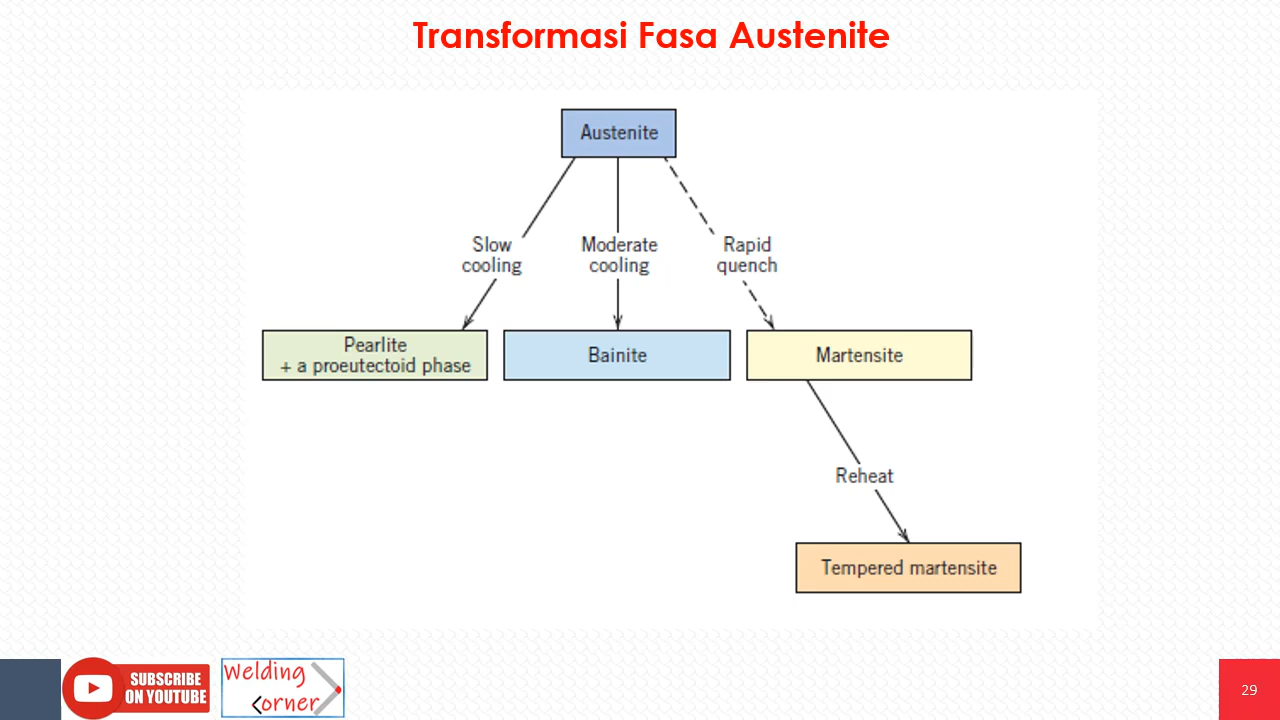 Transformasi Fasa Austenite
Austenite
Slow
cooling
Moderate
cooling
Rapid
quench
Pearlite
+ a proeutectoid phase
Bainite
Martensite
Reheat
Tempered martensite
SUBSCRIBE
ON YOUTUBE
Welding
Corner
29